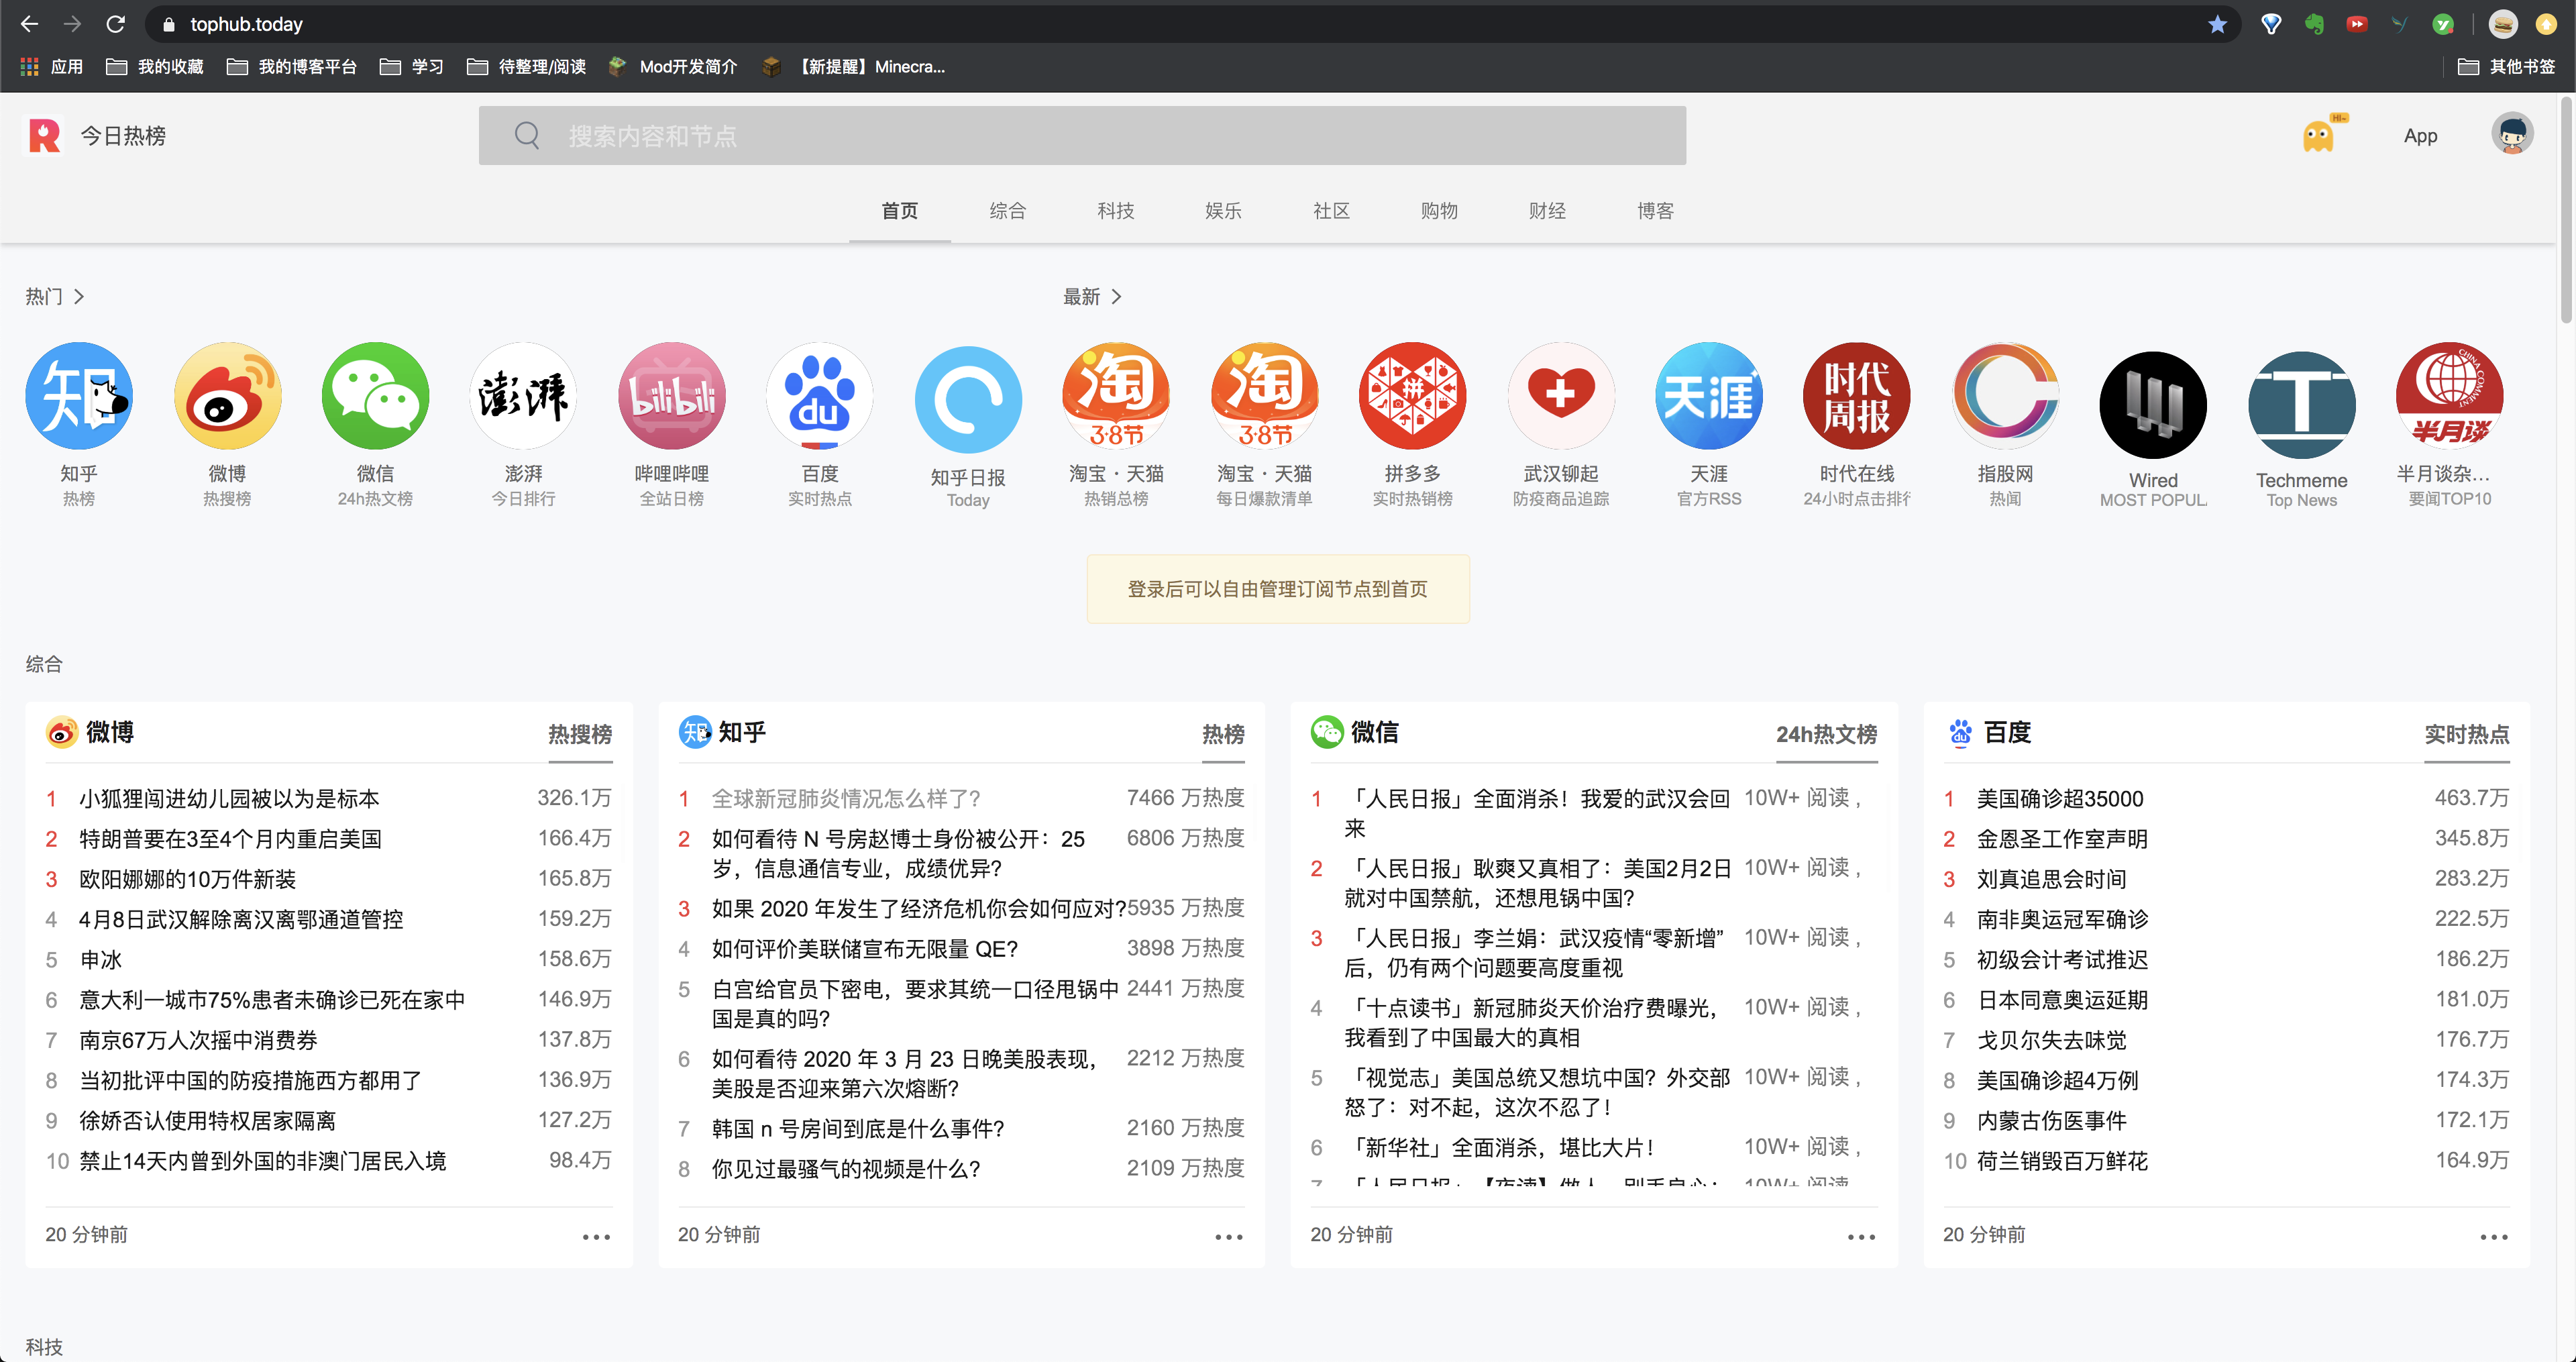 tophub.today
应用 我的收藏 我的博客平台 学习 待整理/阅读 Mod开发简介 【新提醒】Minecra... 其他书签
今日热榜 搜索内容和节点 HI~ App
首页 综合 科技 娱乐 社区 购物 财经 博客
热门 最新
知乎 微博 微信 澎湃 哔哩哔哩 百度 知乎日报 淘宝·天猫 淘宝·天猫 拼多多 武汉铆起 天涯 时代在线 指股网 Wired Techmeme 半月谈杂...
热榜 热搜榜 24h热文榜 今日排行 全站日榜 实时热点 Today 热销总榜 每日爆款清单 实时热销榜 防疫商品追踪 官方RSS 24小时点击排行 热闻 MOST POPUL. Top News 要闻TOP10
登录后可以自由管理订阅节点到首页
综合
微博 热搜榜
1 小狐狸闯进幼儿园被以为是标本 326.1万
2 特朗普要在3至4个月内重启美国 166.4万
3 欧阳娜娜的10万件新装 165.8万
4 4月8日武汉解除离汉离鄂通道管控 159.2万
5 申冰 158.6万
6 意大利一城市75%患者未确诊已死在家中 146.9万
7 南京67万人次摇中消费券 137.8万
8 当初批评中国的防疫措施西方都用了 136.9万
9 徐娇否认使用特权居家隔离 127.2万
10 禁止14天内曾到外国的非澳门居民入境 98.4万
20 分钟前
知乎 热榜
1 全球新冠肺炎情况怎么样了? 7466 万热度
2 如何看待 N 号房赵博士身份被公开：25 6806 万热度
岁，信息通信专业，成绩优异?
3 如果 2020 年发生了经济危机你会如何应对? 5935 万热度
4 如何评价美联储宣布无限量 QE? 3898 万热度
5 白宫给官员下密电，要求其统一口径甩锅中 2441 万热度
国是真的吗?
6 如何看待 2020 年 3 月 23 日晚美股表现， 2212 万热度
美股是否迎来第六次熔断?
7 韩国 n 号房间到底是什么事件? 2160 万热度
8 你见过最骚气的视频是什么? 2109 万热度
20 分钟前
微信 24h热文榜
1 「人民日报」全面消杀！我爱的武汉会回 10W+ 阅读，
来
2 「人民日报」耿爽又真相了：美国2月2日 10W+ 阅读，
就对中国禁航，还想甩锅中国?
3 「人民日报」李兰娟：武汉疫情“零新增” 10W+ 阅读，
后，仍有两个问题要高度重视
4 「十点读书」新冠肺炎天价治疗费曝光， 10W+ 阅读，
我看到了中国最大的真相
5 「视觉志」美国总统又想坑中国？外交部 10W+ 阅读，
怒了：对不起，这次不忍了！
6 「新华社」全面消杀，堪比大片！ 10W+ 阅读，
7 「人民日报」【夜读】做人，别丢良心： 10W+ 阅读
20 分钟前
百度 实时热点
1 美国确诊超35000 463.7万
2 金恩圣工作室声明 345.8万
3 刘真追思会时间 283.2万
4 南非奥运冠军确诊 222.5万
5 初级会计考试推迟 186.2万
6 日本同意奥运延期 181.0万
7 戈贝尔失去味觉 176.7万
8 美国确诊超4万例 174.3万
9 内蒙古伤医事件 172.1万
10 荷兰销毁百万鲜花 164.9万
20 分钟前
科技